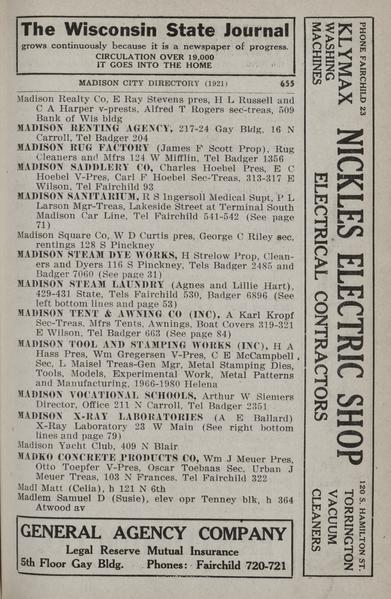 The Wisconsin State Journal
grows continuously because it is a newspaper of progress.
CIRCULATION OVER 19,000
IT GOES INTO THE HOME
MADISON CITY DIRECTORY (1921) 655
Madison Realty Co, E Ray Stevens pres, H L Russell and
C A Harper v-prests, Alfred T Rogers sec-treas, 509
Bank of Wis bldg
MADISON RENTING AGENCY, 217-24 Gay Bldg, 16 N
Carroll, Tel Badger 204
MADISON RUG FACTORY (James F Scott Prop), Rug
Cleaners and Mfrs 124 W Mifflin, Tel Badger 1356
MADISON SADDLERY CO, Charles Hoebel Pres, E C
Hoebel V-Pres, Carl F Hoebel Sec-Treas, 313-317 E
Wilson, Tel Fairchild 93
MADISON SANITARIUM, R S Ingersoll Medical Supt, P L
Larson Mgr-Treas, Lakeside Street at Terminal South
Madison Car Line, Tel Fairchild 541-542 (See page
71)
Madison Square Co, W D Curtis pres, George C Riley sec,
rentings 128 S Pinckney
MADISON STEAM DYE WORKS, H Strelow Prop, Clean-
ers and Dyers 116 S Pinckney, Tels Badger 2485 and
Badger 7060 (See page 31)
MADISON STEAM LAUNDRY (Agnes and Lillie Hart),
429-431 State, Tels Fairchild 530, Badger 6896 (See
left bottom lines and page 53)
MADISON TENT & AWNING CO (INC), A Karl Kropf
Sec-Treas, Mfrs Tents, Awnings, Boat Covers 319-321
E Wilson, Tel Badger 663 (See page 84)
MADISON TOOL AND STAMPING WORKS (INC), H A
Hass Pres, Wm Gregersen V-Pres, C E McCampbell
Sec, L Maisel Treas-Gen Mgr, Metal Stamping Dies,
Tools, Models, Experimental Work, Metal Patterns
and Manufacturing, 1966-1980 Helena
MADISON VOCATIONAL SCHOOLS, Arthur W Siemers
Director, Office 211 N Carroll, Tel Badger 2351
MADISON X-RAY LABORATORIES (A E Ballard)
X-Ray Laboratory 23 W Main (See right bottom
lines and page 79)
Madison Yacht Club, 409 N Blair
MADKO CONCRETE PRODUCTS CO, Wm J Meuer Pres,
Otto Toepfer V-Pres, Oscar Toebaas Sec, Urban J
Meuer Treas, 103 N Frances, Tel Fairchild 322
Madl Matt (Celia), h 121 N 6th
Madlem Samuel D (Susie), elev opr Tenney blk, h 364
Atwood av
GENERAL AGENCY COMPANY
Legal Reserve Mutual Insurance
5th Floor Gay Bldg. Phones: Fairchild 720-721
PHONE FAIRCHILD 23
KLYMAX
WASHING
MACHINES
NICKLES ELECTRIC SHOP
ELECTRICAL CONTRACTORS
120 S. HAMILTON ST.
TORRINGTON
VACUUM
CLEANERS